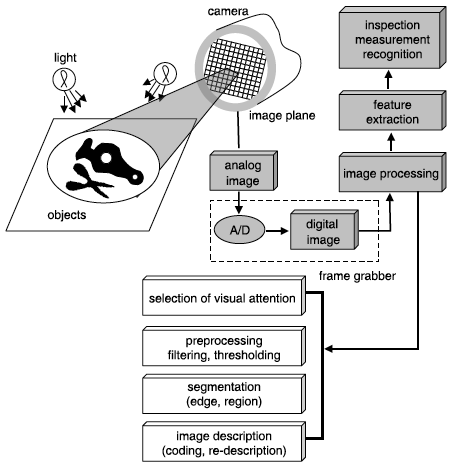 camera
light
image plane
objects
analog
image
A/D
digital
image
frame grabber
inspection
measurement
recognition
feature
extraction
image processing
selection of visual attention
preprocessing
filtering, thresholding
segmentation
(edge, region)
image description
(coding, re-description)